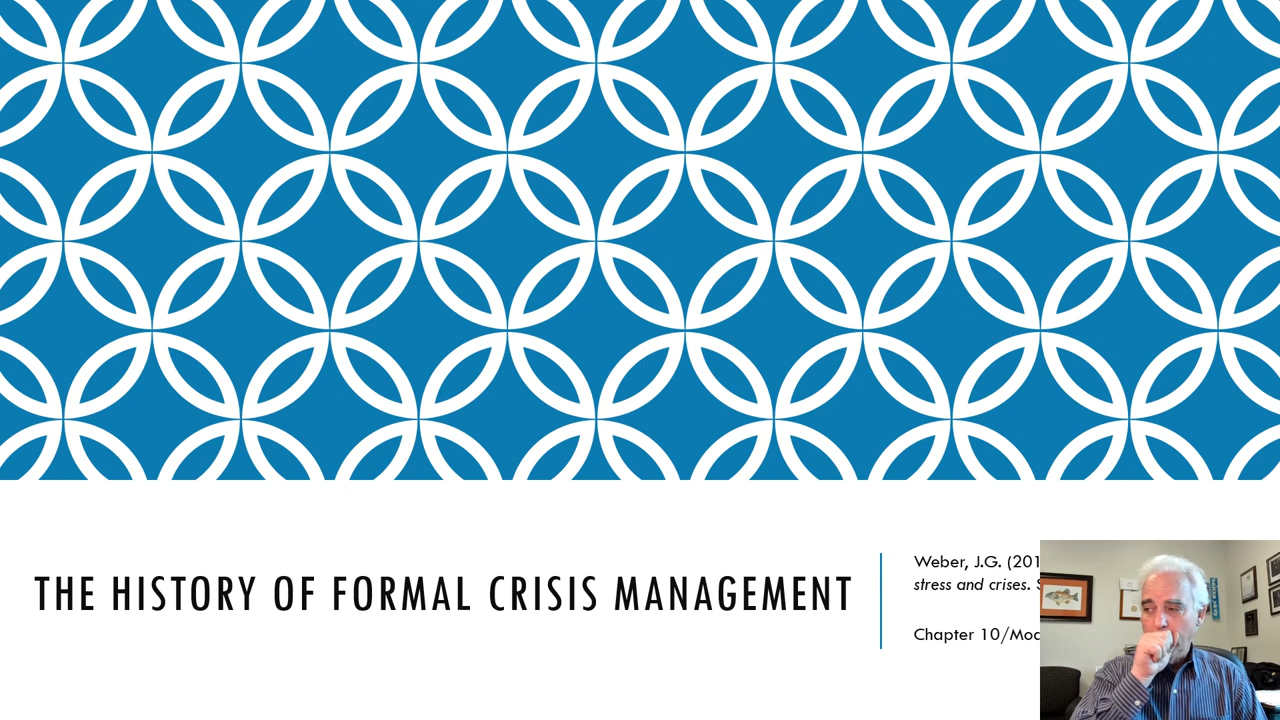 THE HISTORY OF FORMAL CRISIS MANAGEMENT
Weber, J.G. (201
stress and crises.
Chapter 10/Mod